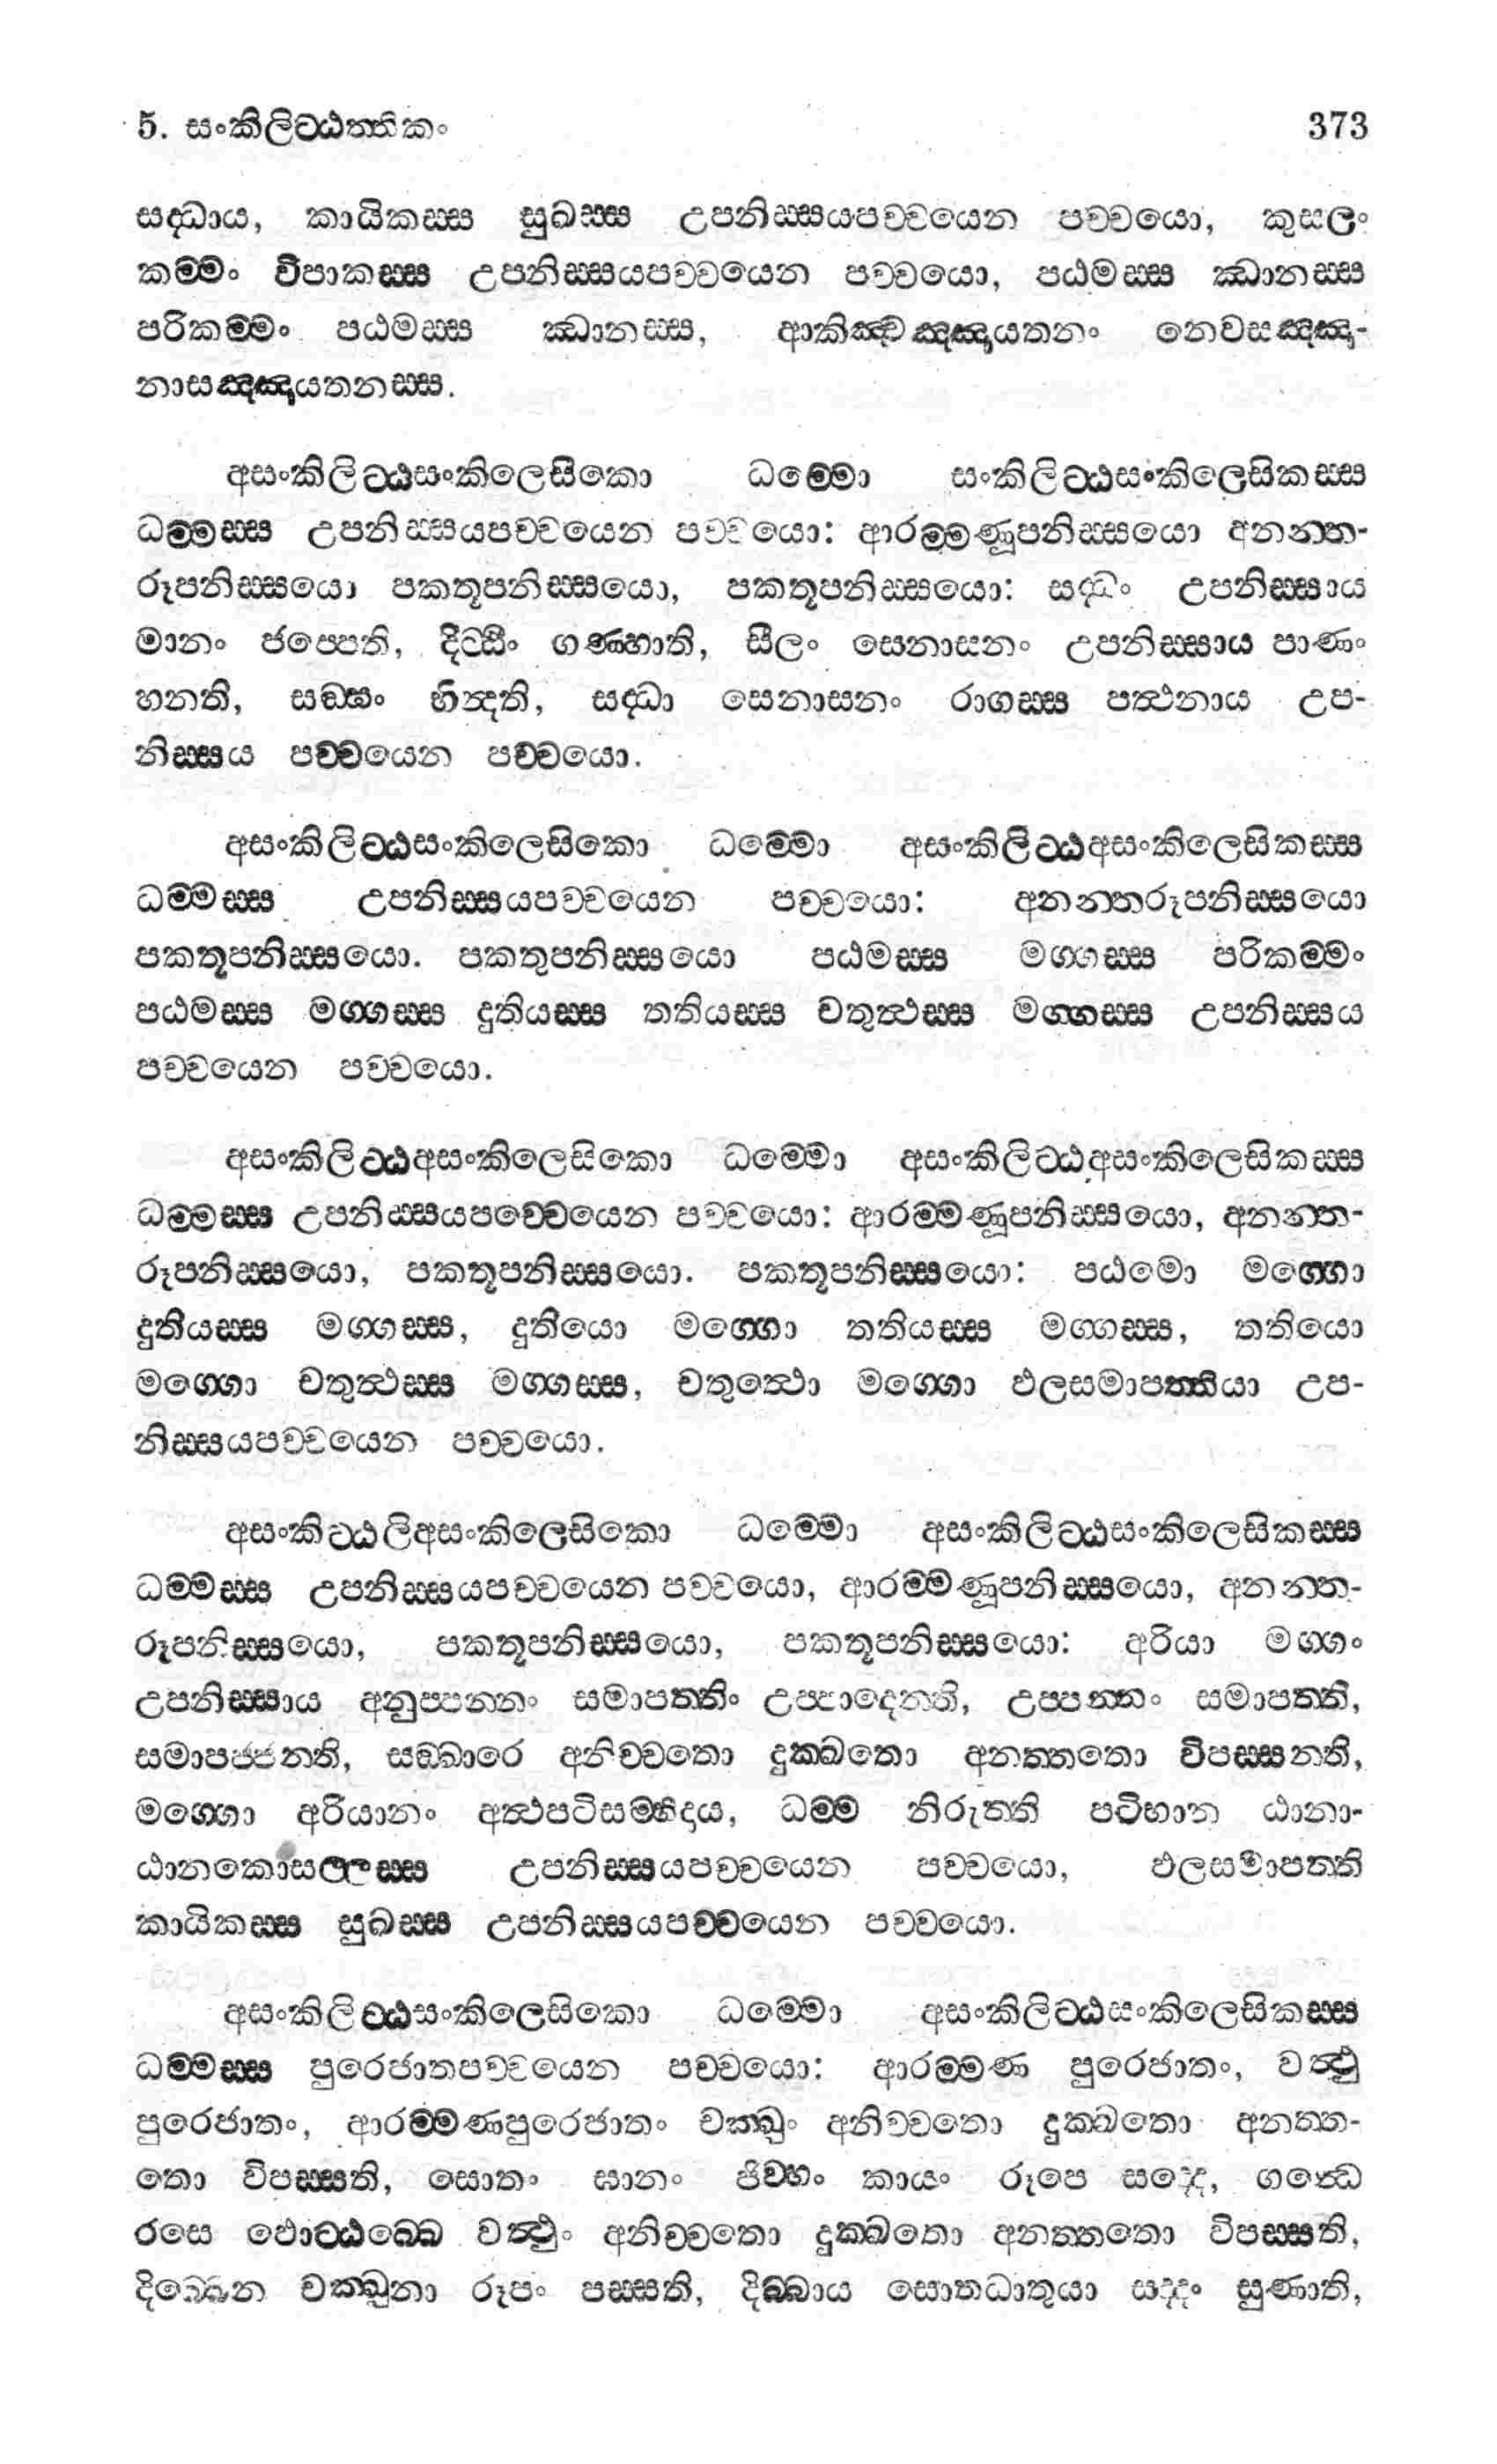 5. සංකිලිට්ඨත්තිකං 373
සද්ධාය, කායිකස්ස සුඛස්ස උපනිස්සයපච්චයෙන පච්චයො, කුසලං
කම්මං විපාකස්ස උපනිස්සයපච්චයෙන පච්චයො, පඨමස්ස ඣානස්ස
පරිකම්මං පඨමස්ස ඣානස්ස, ආකිඤ්චඤ්ඤායතනං නෙවසඤ්ඤා-
නාසඤ්ඤායතනස්ස.
අසංකිලිට්ඨසංකිලෙසිකො ධම්මො සංකිලිට්ඨසංකිලෙසිකස්ස
ධම්මස්ස උපනිස්සයපච්චයෙන පච්චයො: ආරම්මණූපනිස්සයො අනන්ත-
රූපනිස්සයො පකතූපනිස්සයො, පකතූපනිස්සයො: සද්ධං උපනිස්සාය
මානං ජප්පෙති, දිට්ඨිං ගණ්හාති, සීලං සෙනාසනං උපනිස්සාය පාණං
හනති, සඞ්ඝං භින්දති, සද්ධා සෙනාසනං රාගස්ස පත්ථනාය උප-
නිස්සය පච්චයෙන පච්චයො.
අසංකිලිට්ඨසංකිලෙසිකො ධම්මො අසංකිලිට්ඨඅසංකිලෙසිකස්ස
ධම්මස්ස උපනිස්සයපච්චයෙන පච්චයො: අනන්තරූපනිස්සයො
පකතූපනිස්සයො. පකතුපනිස්සයො පඨමස්ස මග්ගස්ස පරිකම්මං
පඨමස්ස මග්ගස්ස දුතියස්ස තතියස්ස චතුත්ථස්ස මග්ගස්ස උපනිස්සය
පච්චයෙන පච්චයො.
අසංකිලිට්ඨඅසංකිලෙසිකො ධම්මො අසංකිලිට්ඨඅසංකිලෙසිකස්ස
ධම්මස්ස උපනිස්සයපච්චෙයෙන පච්චයො: ආරම්මණූපනිස්සයො, අනන්ත-
රූපනිස්සයො, පකතූපනිස්සයො. පකතූපනිස්සයො: පඨමො මග්ගො
දුතියස්ස මග්ගස්ස, දුතියො මග්ගො තතියස්ස මග්ගස්ස, තතියො
මග්ගො චතුත්ථස්ස මග්ගස්ස, චතුත්ථො මග්ගො ඵලසමාපත්තියා උප-
නිස්සයපච්චයෙන පච්චයො.
අසංකිට්ඨලිඅසංකිලෙසිකො ධම්මො අසංකිලිට්ඨසංකිලෙසිකස්ස
ධම්මස්ස උපනිස්සයපච්චයෙන පච්චයො, ආරම්මණූපනිස්සයො, අනන්ත-
රූපනිස්සයො, පකතූපනිස්සයො, පකතූපනිස්සයො: අරියා මග්ගං
උපනිස්සාය අනුප්පන්නං සමාපත්තිං උප්පාදෙන්ති, උප්පන්නං සමාපත්ති,
සමාපජ්ජන්ති, සඞ්ඛාරෙ අනිච්චතො දුක්ඛතො අනත්තතො විපස්සන්ති,
මග්ගො අරියානං අත්ථපටිසම්භිදාය, ධම්ම නිරුත්ති පටිභාන ඨානා-
ඨානකොසල්ලස්ස උපනිස්සයපච්චයෙන පච්චයො, ඵලසමාපත්ති
කායිකස්ස සුඛස්ස උපනිස්සයපච්චයෙන පච්චයො.
අසංකිලිට්ඨසංකිලෙසිකො ධම්මො අසංකිලිට්ඨසංකිලෙසිකස්ස
ධම්මස්ස පුරෙජාතපච්චයෙන පච්චයො: ආරම්මණ පුරෙජාතං, වත්ථු
පුරෙජාතං, ආරම්මණපුරෙජාතං චක්ඛුං අනිච්චතො දුක්ඛතො අනත්ත-
තො විපස්සති, සොතං ඝානං ජිව්හං කායං රූපෙ සද්දෙ, ගන්ධෙ
රසෙ ඵොට්ඨබ්බෙ වත්ථුං අනිච්චතො දුක්ඛතො අනත්තතො විපස්සති,
දිබ්බෙන චක්ඛුනා රූපං පස්සති, දිබ්බාය සොතධාතුයා සද්දං සුණාති,